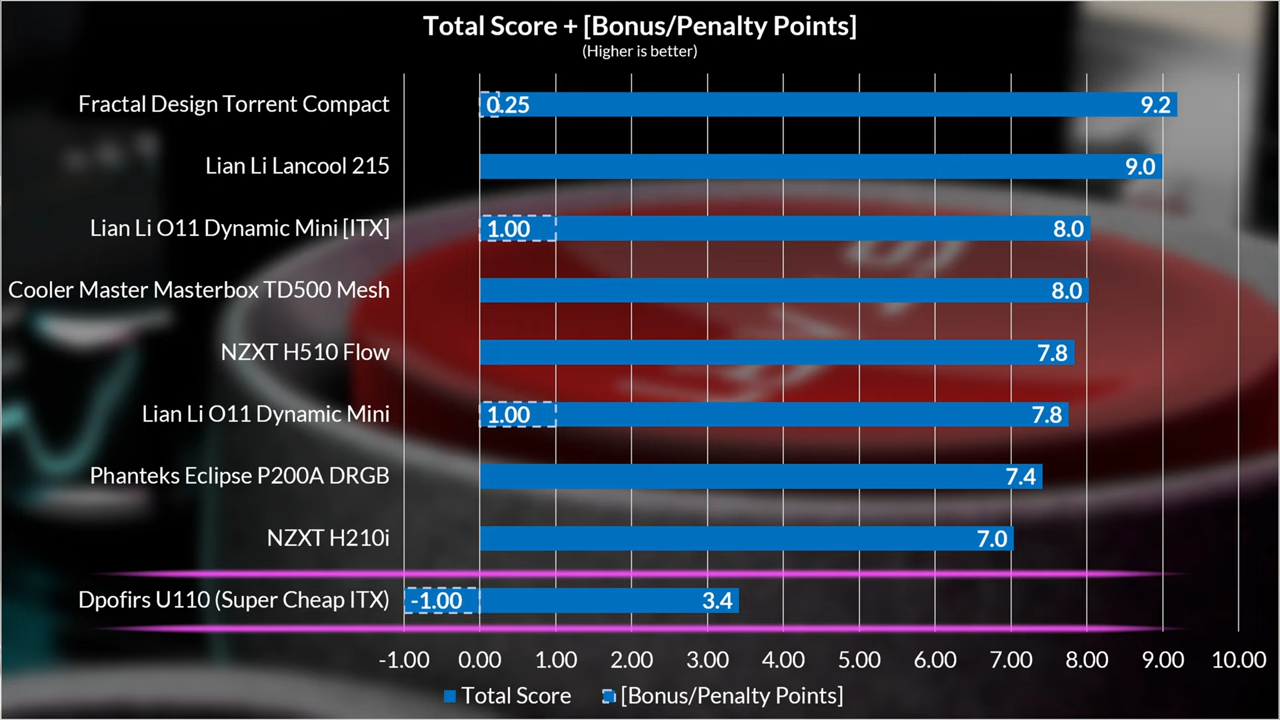 Total Score + [Bonus/Penalty Points]
(Higher is better)
Fractal Design Torrent Compact 0.25 9.2
Lian Li Lancool 215 9.0
Lian Li O11 Dynamic Mini [ITX] 1.00 8.0
Cooler Master Masterbox TD500 Mesh 8.0
NZXT H510 Flow 7.8
Lian Li O11 Dynamic Mini 1.00 7.8
Phanteks Eclipse P200A DRGB 7.4
NZXT H210i 7.0
Dpofirs U110 (Super Cheap ITX) -1.00 3.4
-1.00 0.00 1.00 2.00 3.00 4.00 5.00 6.00 7.00 8.00 9.00 10.00
Total Score [Bonus/Penalty Points]